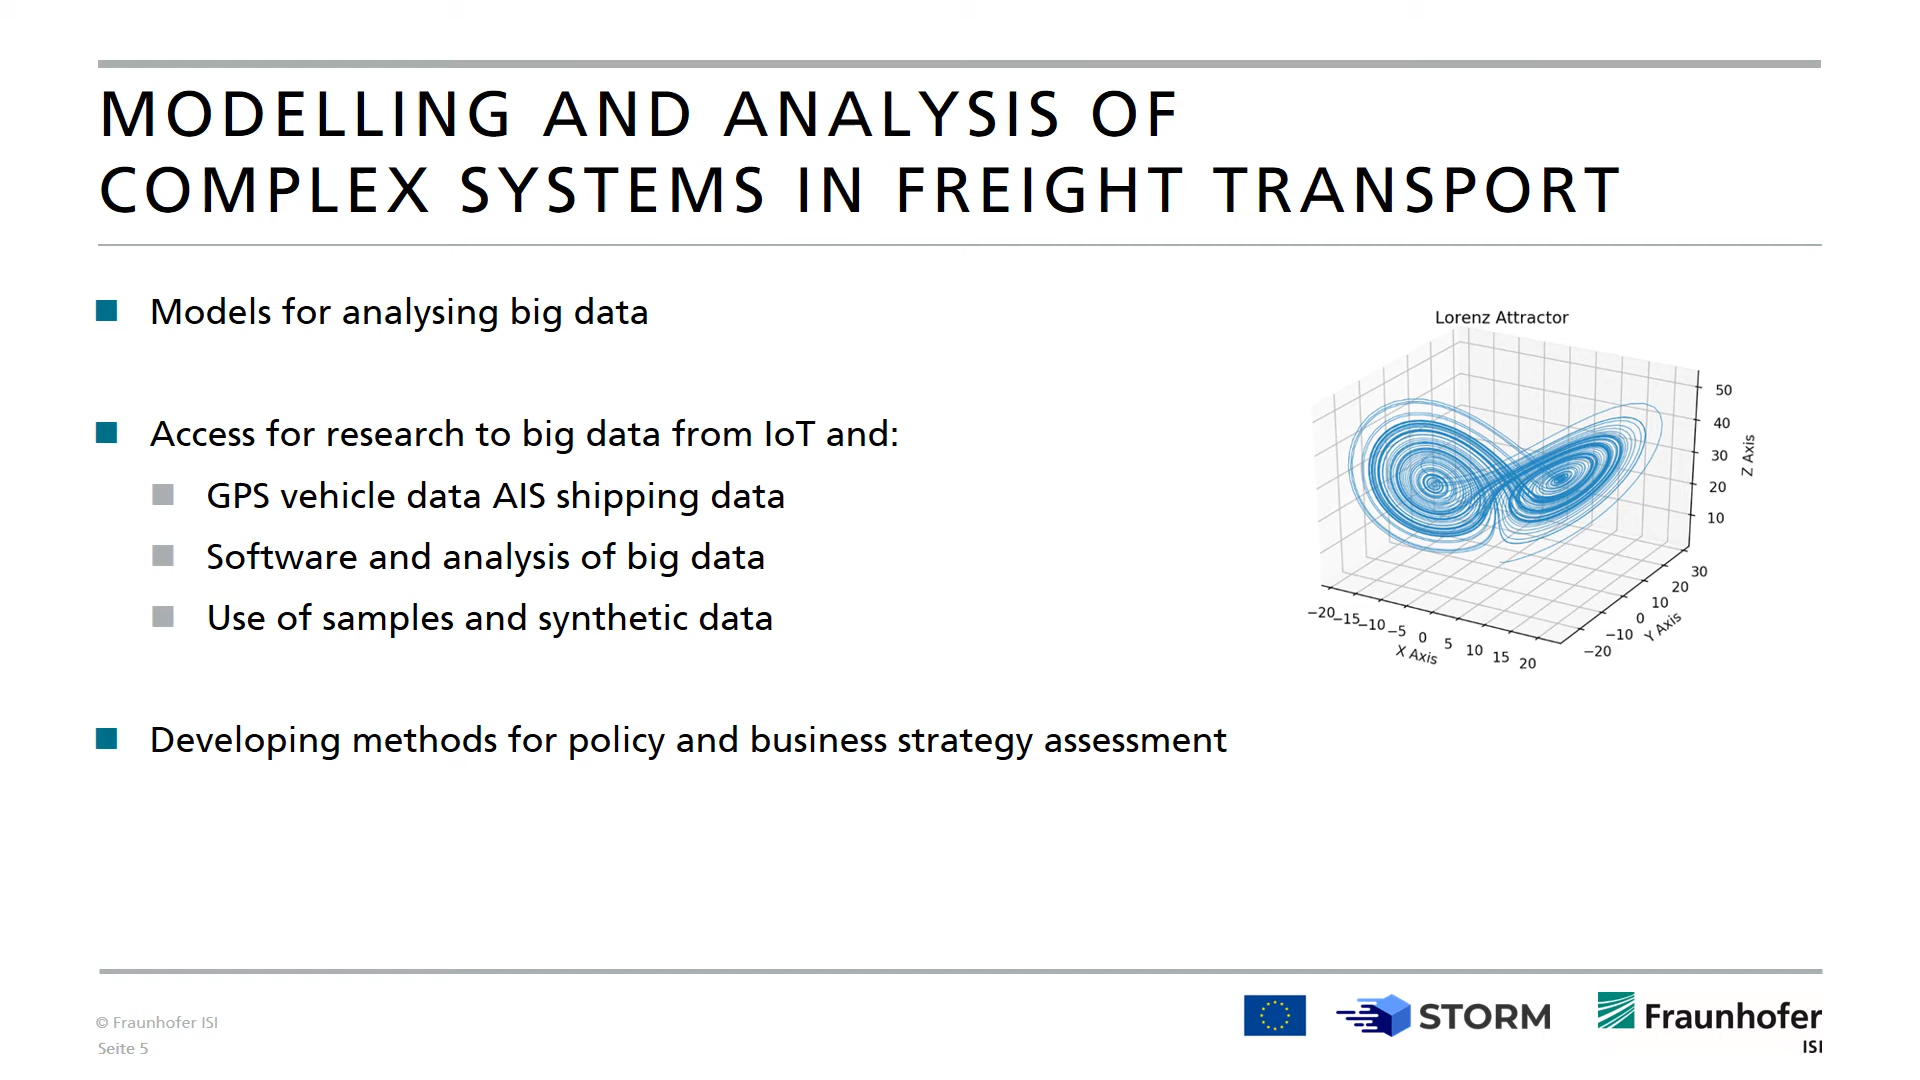 MODELLING AND ANALYSIS OF
COMPLEX SYSTEMS IN FREIGHT TRANSPORT
Models for analysing big data
Access for research to big data from IoT and:
GPS vehicle data AIS shipping data
Software and analysis of big data
Use of samples and synthetic data
Developing methods for policy and business strategy assessment
Lorenz Attractor
50
40
30
20
10
Z Axis
−20 −15 −10 −5 0 5 10 15 20
X Axis
−20 −10 0 10 20 30
Y Axis
© Fraunhofer ISI
Seite 5
STORM
Fraunhofer
ISI